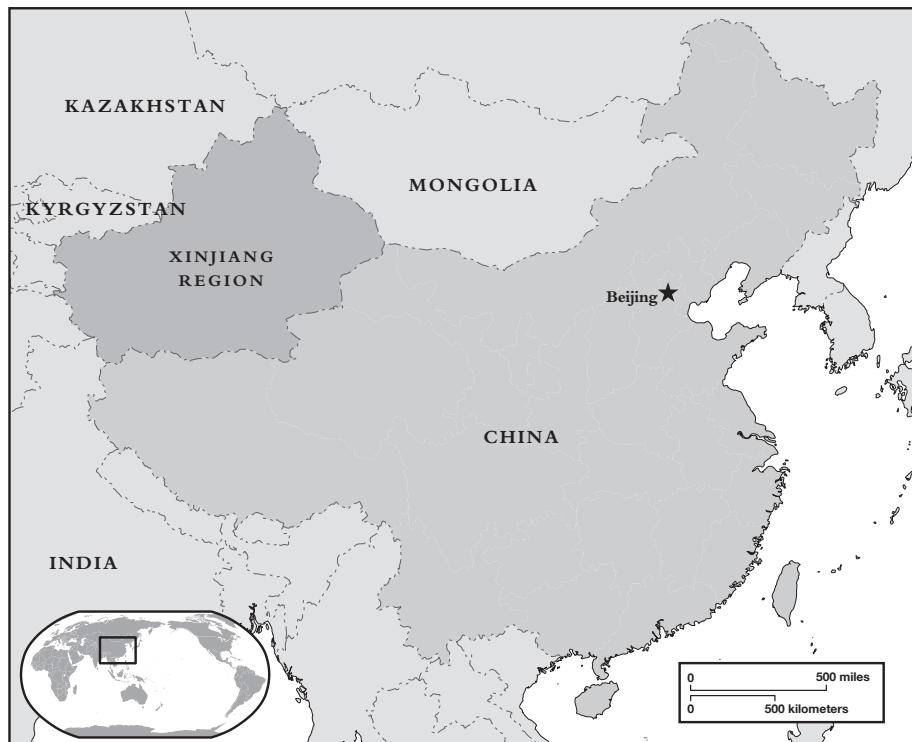 KAZAKHSTAN
MONGOLIA
KYRGYZSTAN
XINJIANG
REGION
Beijing
CHINA
INDIA
0 500 miles
0 500 kilometers